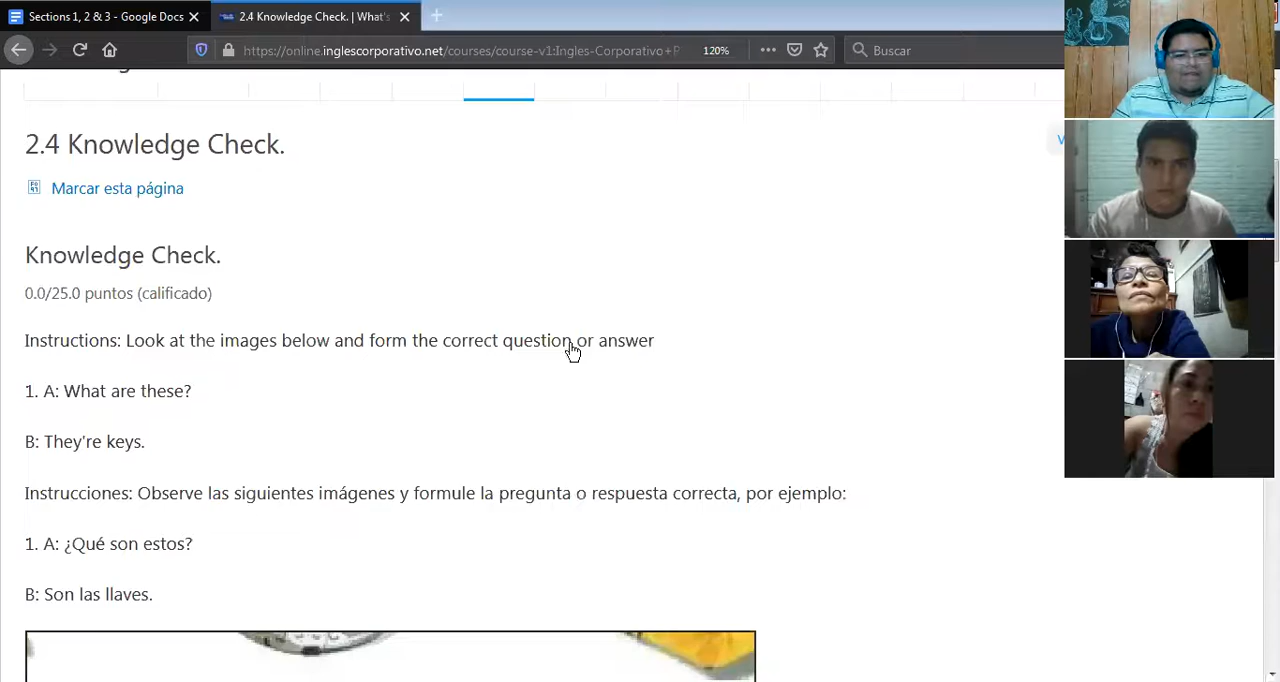 Sections 1, 2 & 3 - Google Docs
2.4 Knowledge Check. | What's
https://online.inglescorporativo.net/courses/course-v1:Ingles-Corporativo+P
120%
Buscar
2.4 Knowledge Check.
Marcar esta página
Knowledge Check.
0.0/25.0 puntos (calificado)
Instructions: Look at the images below and form the correct question or answer
1. A: What are these?
B: They're keys.
Instrucciones: Observe las siguientes imágenes y formule la pregunta o respuesta correcta, por ejemplo:
1. A: ¿Qué son estos?
B: Son las llaves.